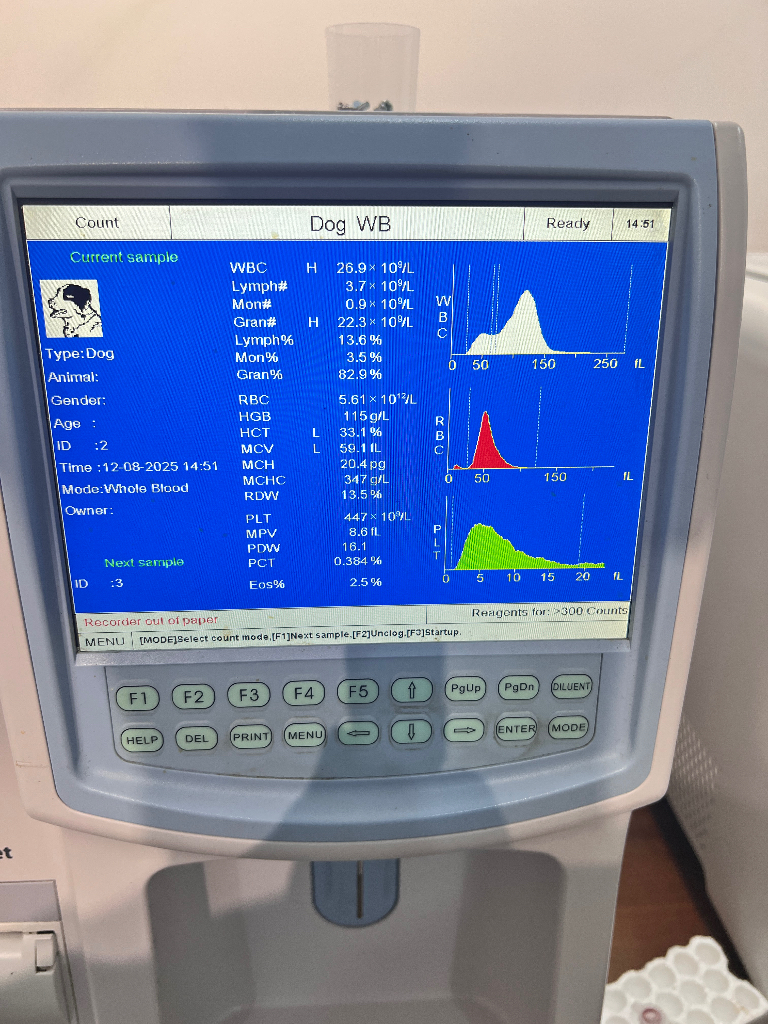 Count Dog WB Ready 14:51
Current sample
Type:Dog
Animal:
Gender:
Age :
ID :2
Time :12-08-2025 14:51
Mode:Whole Blood
Owner:
Next sample
ID :3
WBC H 26.9 × 10⁹/L
Lymph# 3.7 × 10⁹/L
Mon# 0.9 × 10⁹/L
Gran# H 22.3 × 10⁹/L
Lymph% 13.6 %
Mon% 3.5 %
Gran% 82.9 %
RBC 5.61 × 10¹²/L
HGB 115 g/L
HCT L 33.1 %
MCV L 59.1 fL
MCH 20.4 pg
MCHC 347 g/L
RDW 13.5 %
PLT 447 × 10⁹/L
MPV 8.6 fL
PDW 16.1
PCT 0.384 %
Eos% 2.5 %
WBC
0 50 150 250 fL
RBC
0 50 150 fL
PLT
0 5 10 15 20 fL
Recorder out of paper Reagents for: >300 Counts
MENU [MODE]Select count mode,[F1]Next sample,[F2]Unclog,[F3]Startup.
F1 F2 F3 F4 F5 ⇧ PgUp PgDn DILUENT
HELP DEL PRINT MENU ⇦ ⇩ ⇨ ENTER MODE
et